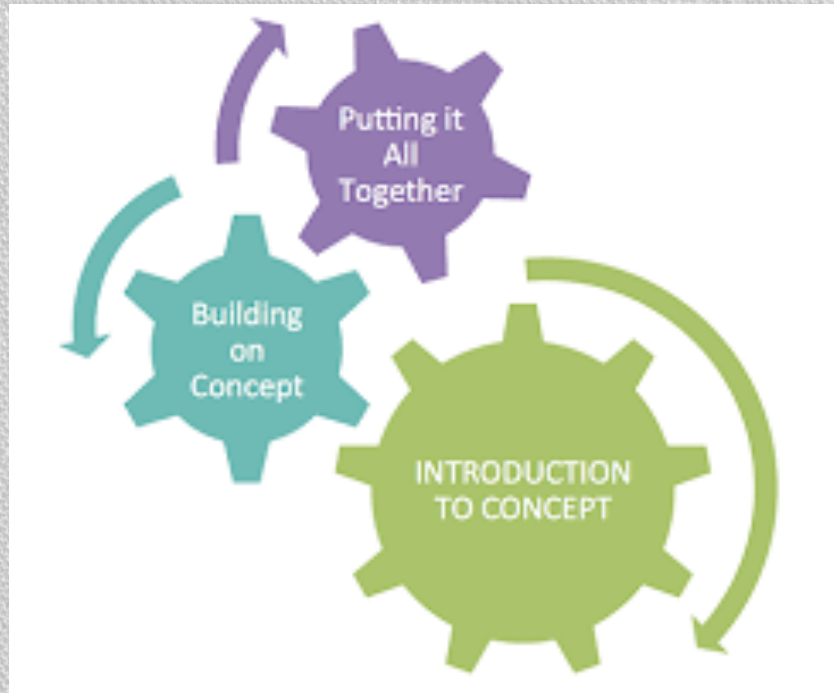 Putting it
All
Together
Building
on
Concept
INTRODUCTION
TO CONCEPT